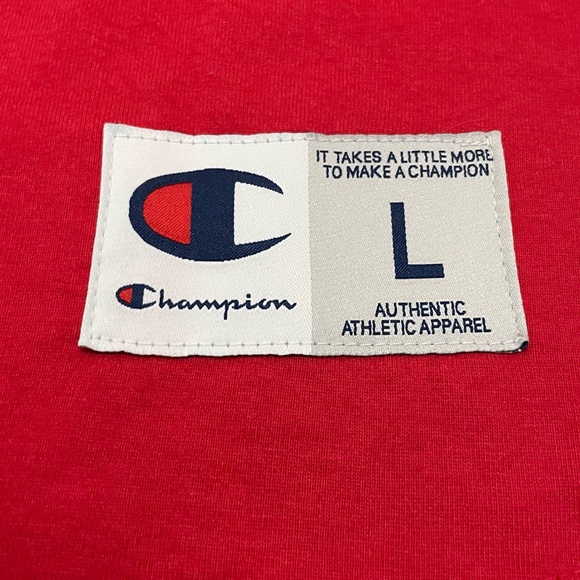 Champion
IT TAKES A LITTLE MORE
TO MAKE A CHAMPION
L
AUTHENTIC
ATHLETIC APPAREL